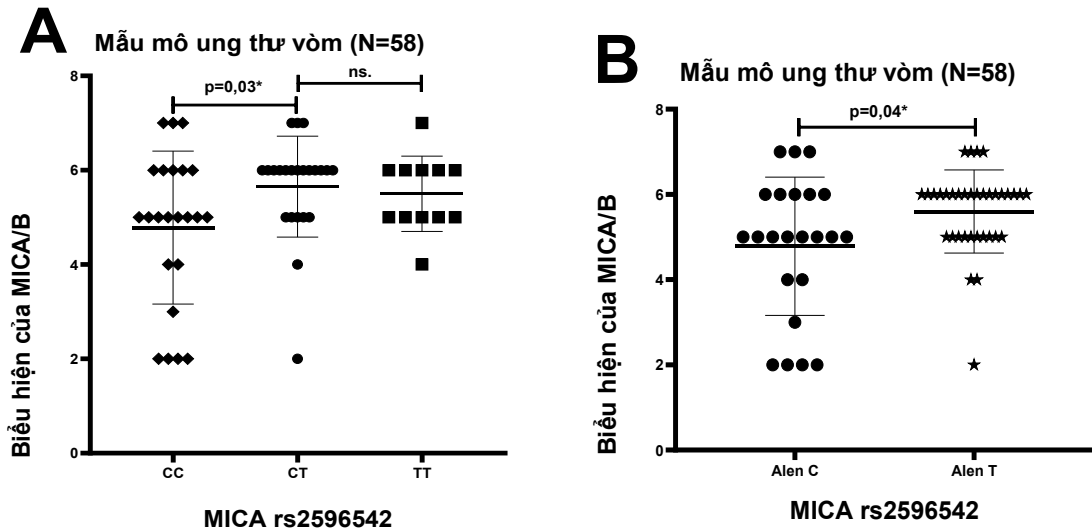 A
Mẫu mô ung thư vòm (N=58)
p=0,03*
ns.
8
6
4
2
0
Biểu hiện của MICA/B
CC
CT
TT
MICA rs2596542
B
Mẫu mô ung thư vòm (N=58)
p=0,04*
8
6
4
2
0
Biểu hiện của MICA/B
Alen C
Alen T
MICA rs2596542